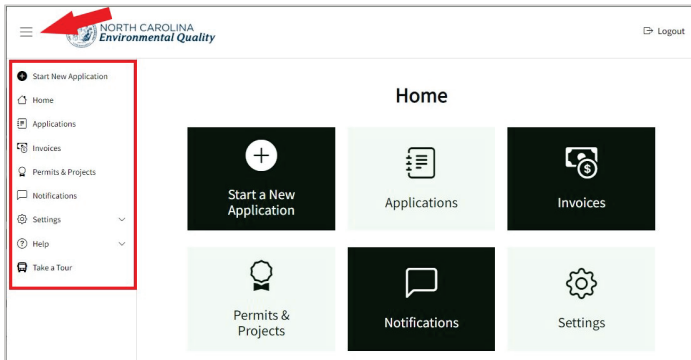 NORTH CAROLINA
Environmental Quality
Logout
Start New Application
Home
Applications
Invoices
Permits & Projects
Notifications
Settings
Help
Take a Tour
Home
Start a New
Application
Applications
Invoices
Permits &
Projects
Notifications
Settings